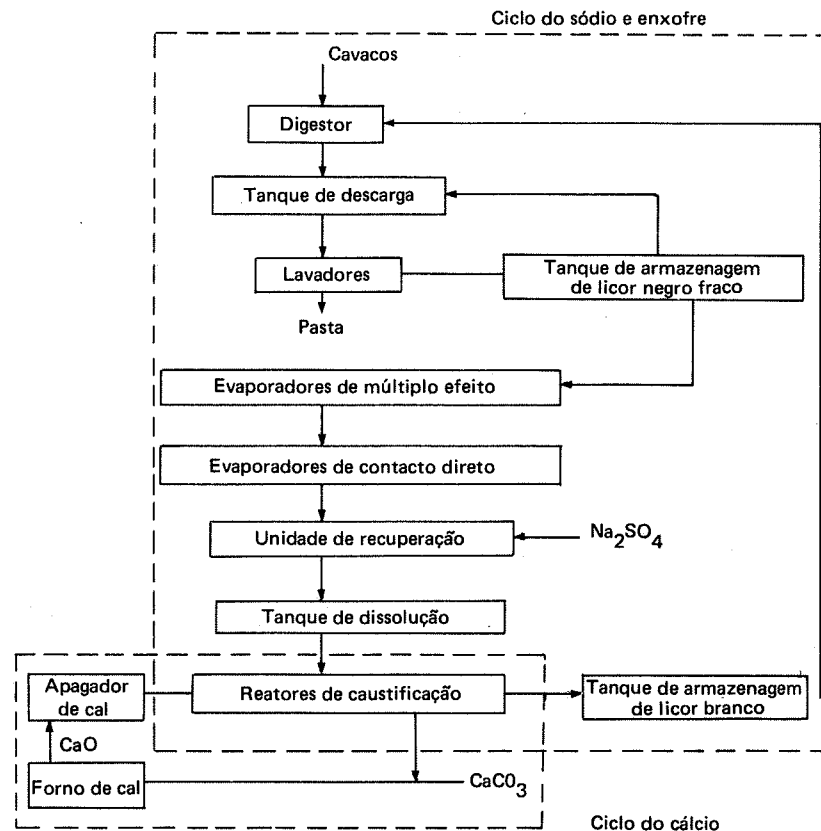 Ciclo do sódio e enxofre
Cavacos
Digestor
Tanque de descarga
Lavadores
Tanque de armazenagem
de licor negro fraco
Pasta
Evaporadores de múltiplo efeito
Evaporadores de contacto direto
Unidade de recuperação
Na2SO4
Tanque de dissolução
Apagador
de cal
Reatores de caustificação
Tanque de armazenagem
de licor branco
CaO
Forno de cal
CaC03
Ciclo do cálcio